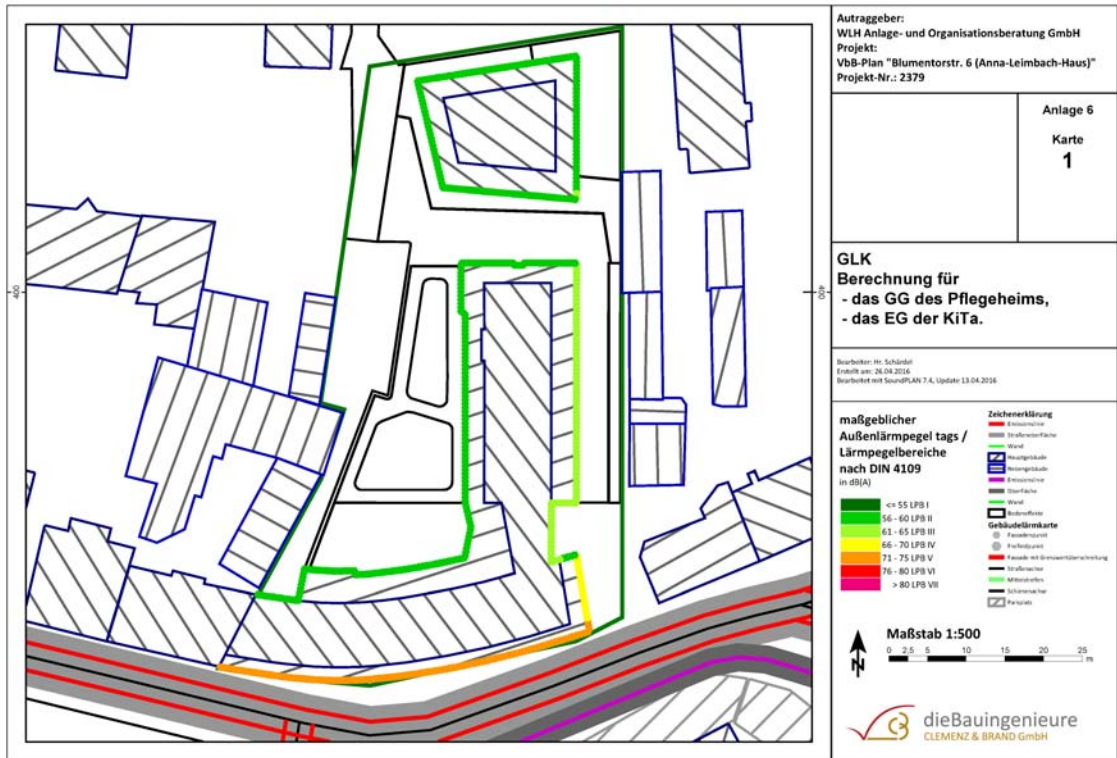 Autraggeber:
WLH Anlage- und Organisationsberatung GmbH
Projekt:
VbB-Plan "Blumentorstr. 6 (Anna-Leimbach-Haus)"
Projekt-Nr.: 2379
Anlage 6
Karte
1
GLK
Berechnung für
- das GG des Pflegeheims,
- das EG der KiTa.
Bearbeiter: Hr. Schärdel
Erstellt am: 26.04.2016
Bearbeitet mit SoundPLAN 7.4, Update 13.04.2016
maßgeblicher
Außenlärmpegel tags /
Lärmpegelbereiche
nach DIN 4109
in dB(A)
<= 55 LPB I
56 - 60 LPB II
61 - 65 LPB III
66 - 70 LPB IV
71 - 75 LPB V
76 - 80 LPB VI
> 80 LPB VII
Zeichenerklärung
Emissionslinie
Straßenoberfläche
Wand
Hauptgebäude
Nebengebäude
Emissionslinie
Oberfläche
Wand
Bodeneffekte
Gebäudelärmkarte
Fassadenpunkt
Freifeldpunkt
Fassade mit Grenzwertüberschreitung
Straßenachse
Mittelstreifen
Schienenachse
Parkplatz
Maßstab 1:500
0 2,5 5 10 15 20 25
m
N
dieBauingenieure
CLEMENZ & BRAND GmbH
400
400